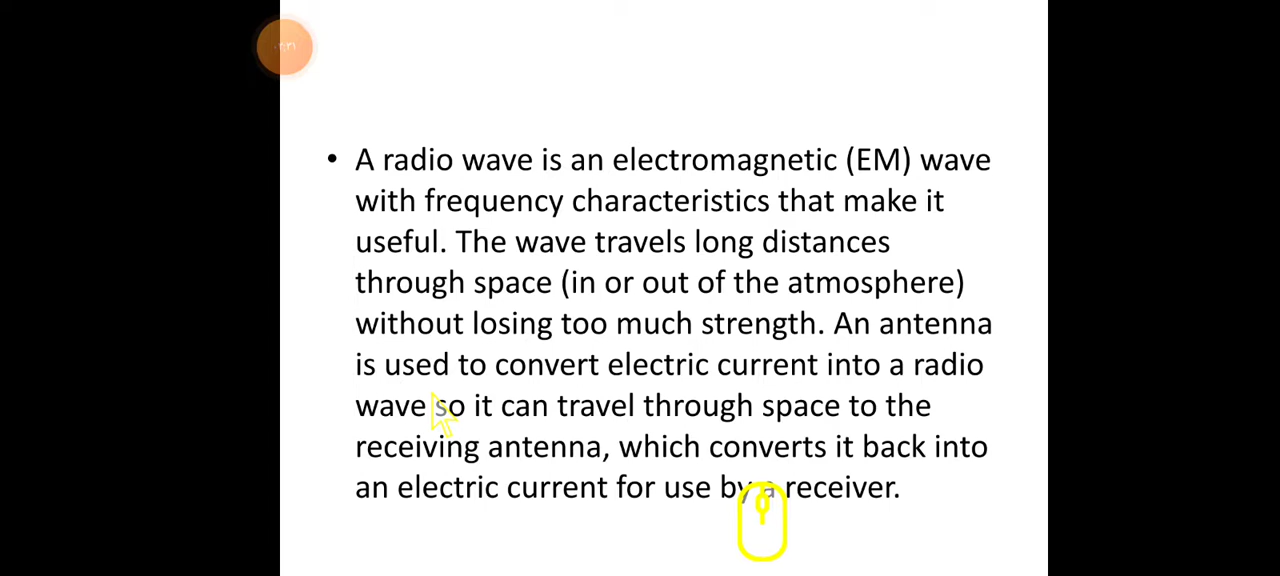 • A radio wave is an electromagnetic (EM) wave
with frequency characteristics that make it
useful. The wave travels long distances
through space (in or out of the atmosphere)
without losing too much strength. An antenna
is used to convert electric current into a radio
wave so it can travel through space to the
receiving antenna, which converts it back into
an electric current for use by a receiver.